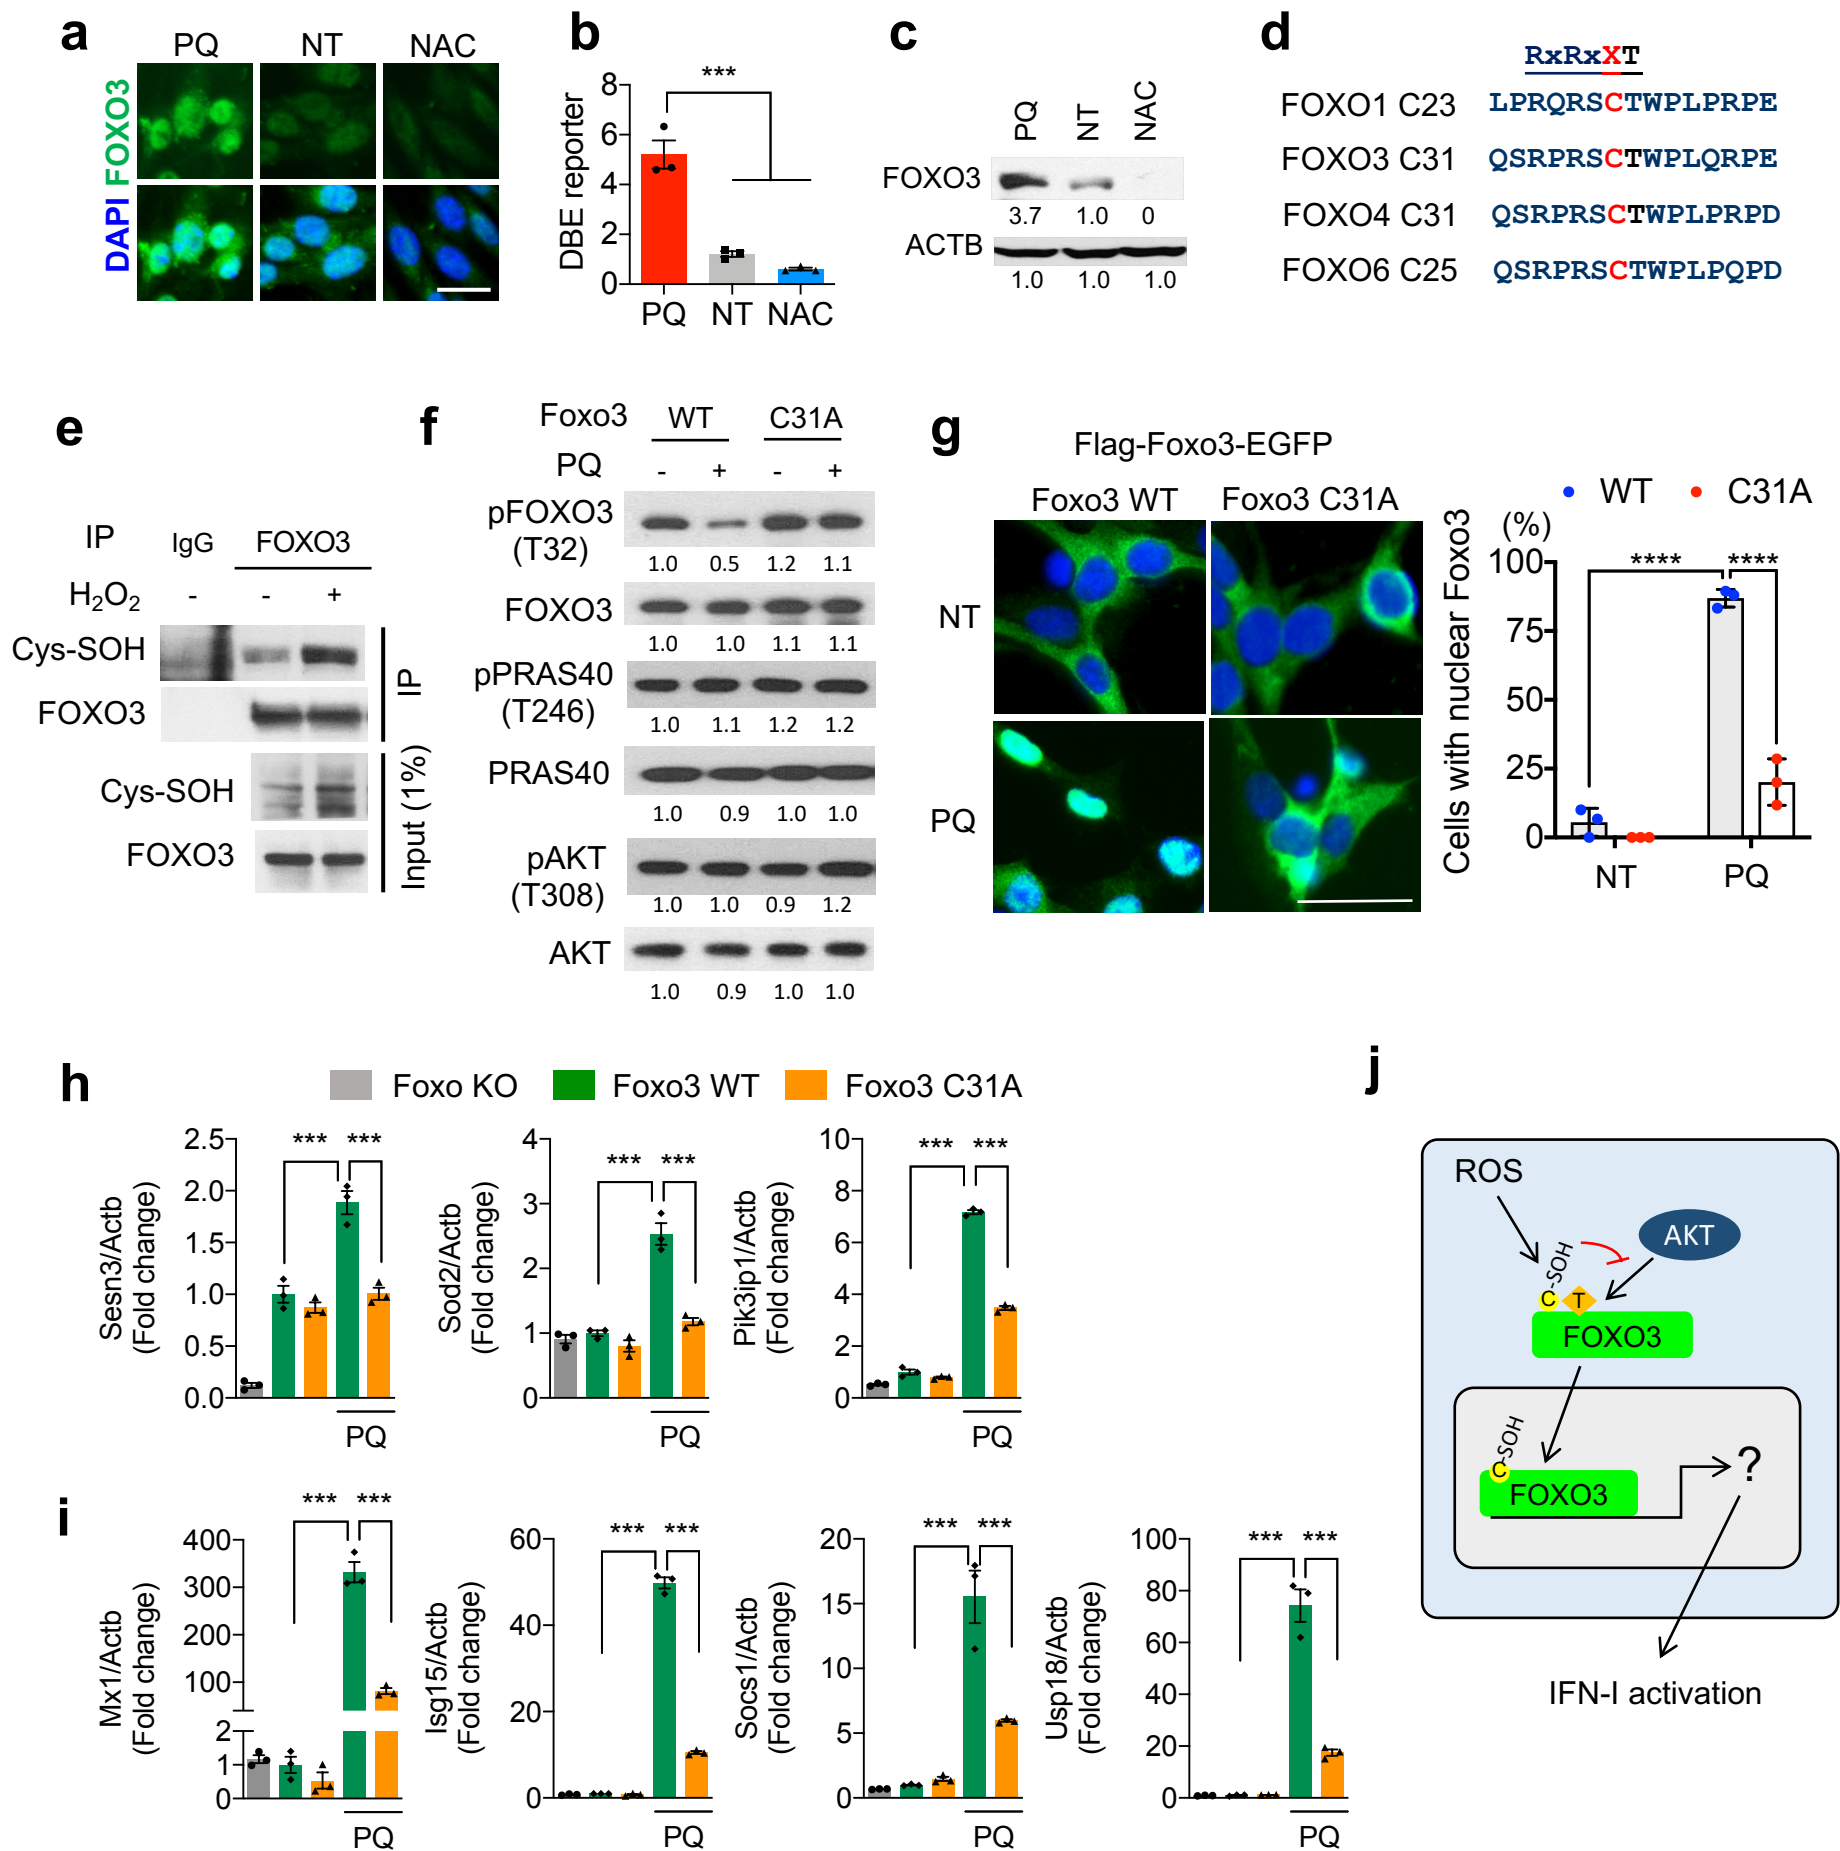 a
PQ NT NAC
DAPI FOXO3
b
***
DBE reporter
8
6
4
2
0
PQ NT NAC
c
PQ NT NAC
FOXO3
3.7 1.0 0
ACTB
1.0 1.0 1.0
d
RxRxXT
FOXO1 C23 LPRQRSCTWPLPRPE
FOXO3 C31 QSRPRSCTWPLQRPE
FOXO4 C31 QSRPRSCTWPLPRPD
FOXO6 C25 QSRPRSCTWPLPQPD
e
IP IgG FOXO3
H2O2 - - +
Cys-SOH
FOXO3
IP
Cys-SOH
FOXO3
Input (1%)
f
Foxo3 WT C31A
PQ - + - +
pFOXO3
(T32)
1.0 0.5 1.2 1.1
FOXO3
1.0 1.0 1.1 1.1
pPRAS40
(T246)
1.0 1.1 1.2 1.2
PRAS40
1.0 0.9 1.0 1.0
pAKT
(T308)
1.0 1.0 0.9 1.2
AKT
1.0 0.9 1.0 1.0
g
Flag-Foxo3-EGFP
Foxo3 WT Foxo3 C31A
NT
PQ
WT C31A
Cells with nuclear Foxo3
(%)
100
75
50
25
0
**** ****
NT PQ
h
Foxo KO Foxo3 WT Foxo3 C31A
Sesn3/Actb
(Fold change)
2.5
2.0
1.5
1.0
0.5
0.0
*** ***
PQ
Sod2/Actb
(Fold change)
4
3
2
1
0
*** ***
PQ
Pik3ip1/Actb
(Fold change)
10
8
6
4
2
0
*** ***
PQ
i
Mx1/Actb
(Fold change)
400
300
200
100
2
1
0
*** ***
PQ
Isg15/Actb
(Fold change)
60
40
20
0
*** ***
PQ
Socs1/Actb
(Fold change)
20
15
10
5
0
*** ***
PQ
Usp18/Actb
(Fold change)
100
80
60
40
20
0
*** ***
PQ
j
ROS
AKT
C-SOH
T
FOXO3
C-SOH
FOXO3
?
IFN-I activation